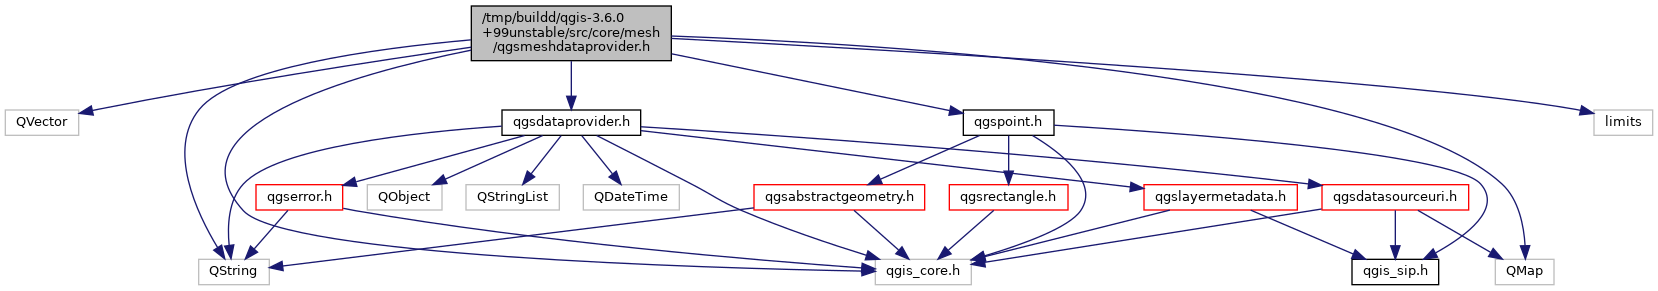 /tmp/buildd/qgis-3.6.0
+99unstable/src/core/mesh
/qgsmeshdataprovider.h
QVector
qgsdataprovider.h
qgspoint.h
limits
qgserror.h
QObject
QStringList
QDateTime
qgsabstractgeometry.h
qgsrectangle.h
qgslayermetadata.h
qgsdatasourceuri.h
QString
qgis_core.h
qgis_sip.h
QMap